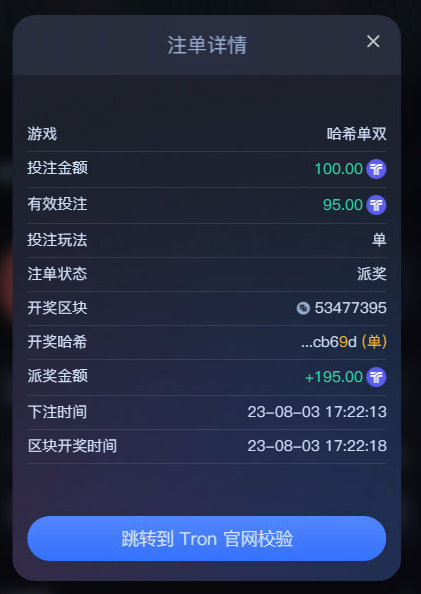 注单详情
游戏 哈希单双
投注金额 100.00
有效投注 95.00
投注玩法 单
注单状态 派奖
开奖区块 53477395
开奖哈希 ...cb69d (单)
派奖金额 +195.00
下注时间 23-08-03 17:22:13
区块开奖时间 23-08-03 17:22:18
跳转到 Tron 官网校验